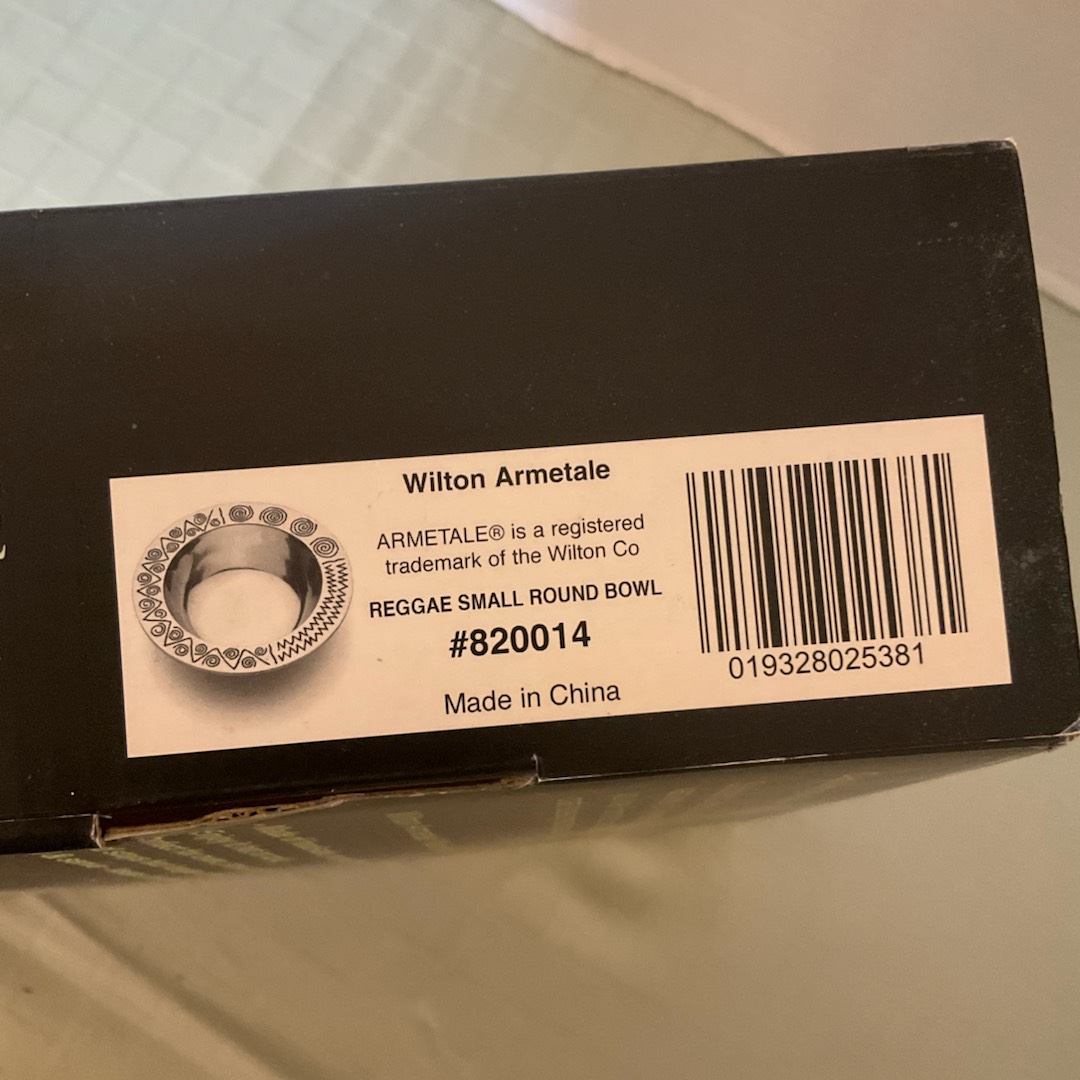 Wilton Armetale
ARMETALE® is a registered
trademark of the Wilton Co
REGGAE SMALL ROUND BOWL
#820014
Made in China
019328025381